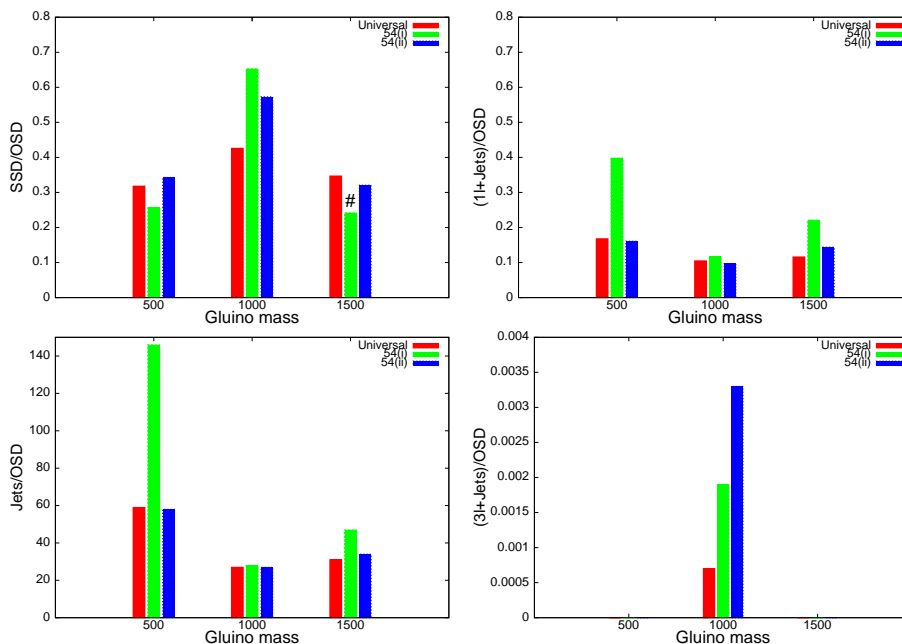 Universal
54(i)
54(ii)
0.8
0.7
0.6
0.5
0.4
0.3
0.2
0.1
0
SSD/OSD
#
500 1000 1500
Gluino mass
Universal
54(i)
54(ii)
0.8
0.7
0.6
0.5
0.4
0.3
0.2
0.1
0
(1l+Jets)/OSD
500 1000 1500
Gluino mass
Universal
54(i)
54(ii)
140
120
100
80
60
40
20
0
Jets/OSD
500 1000 1500
Gluino mass
Universal
54(i)
54(ii)
0.004
0.0035
0.003
0.0025
0.002
0.0015
0.001
0.0005
0
(3l+Jets)/OSD
500 1000 1500
Gluino mass